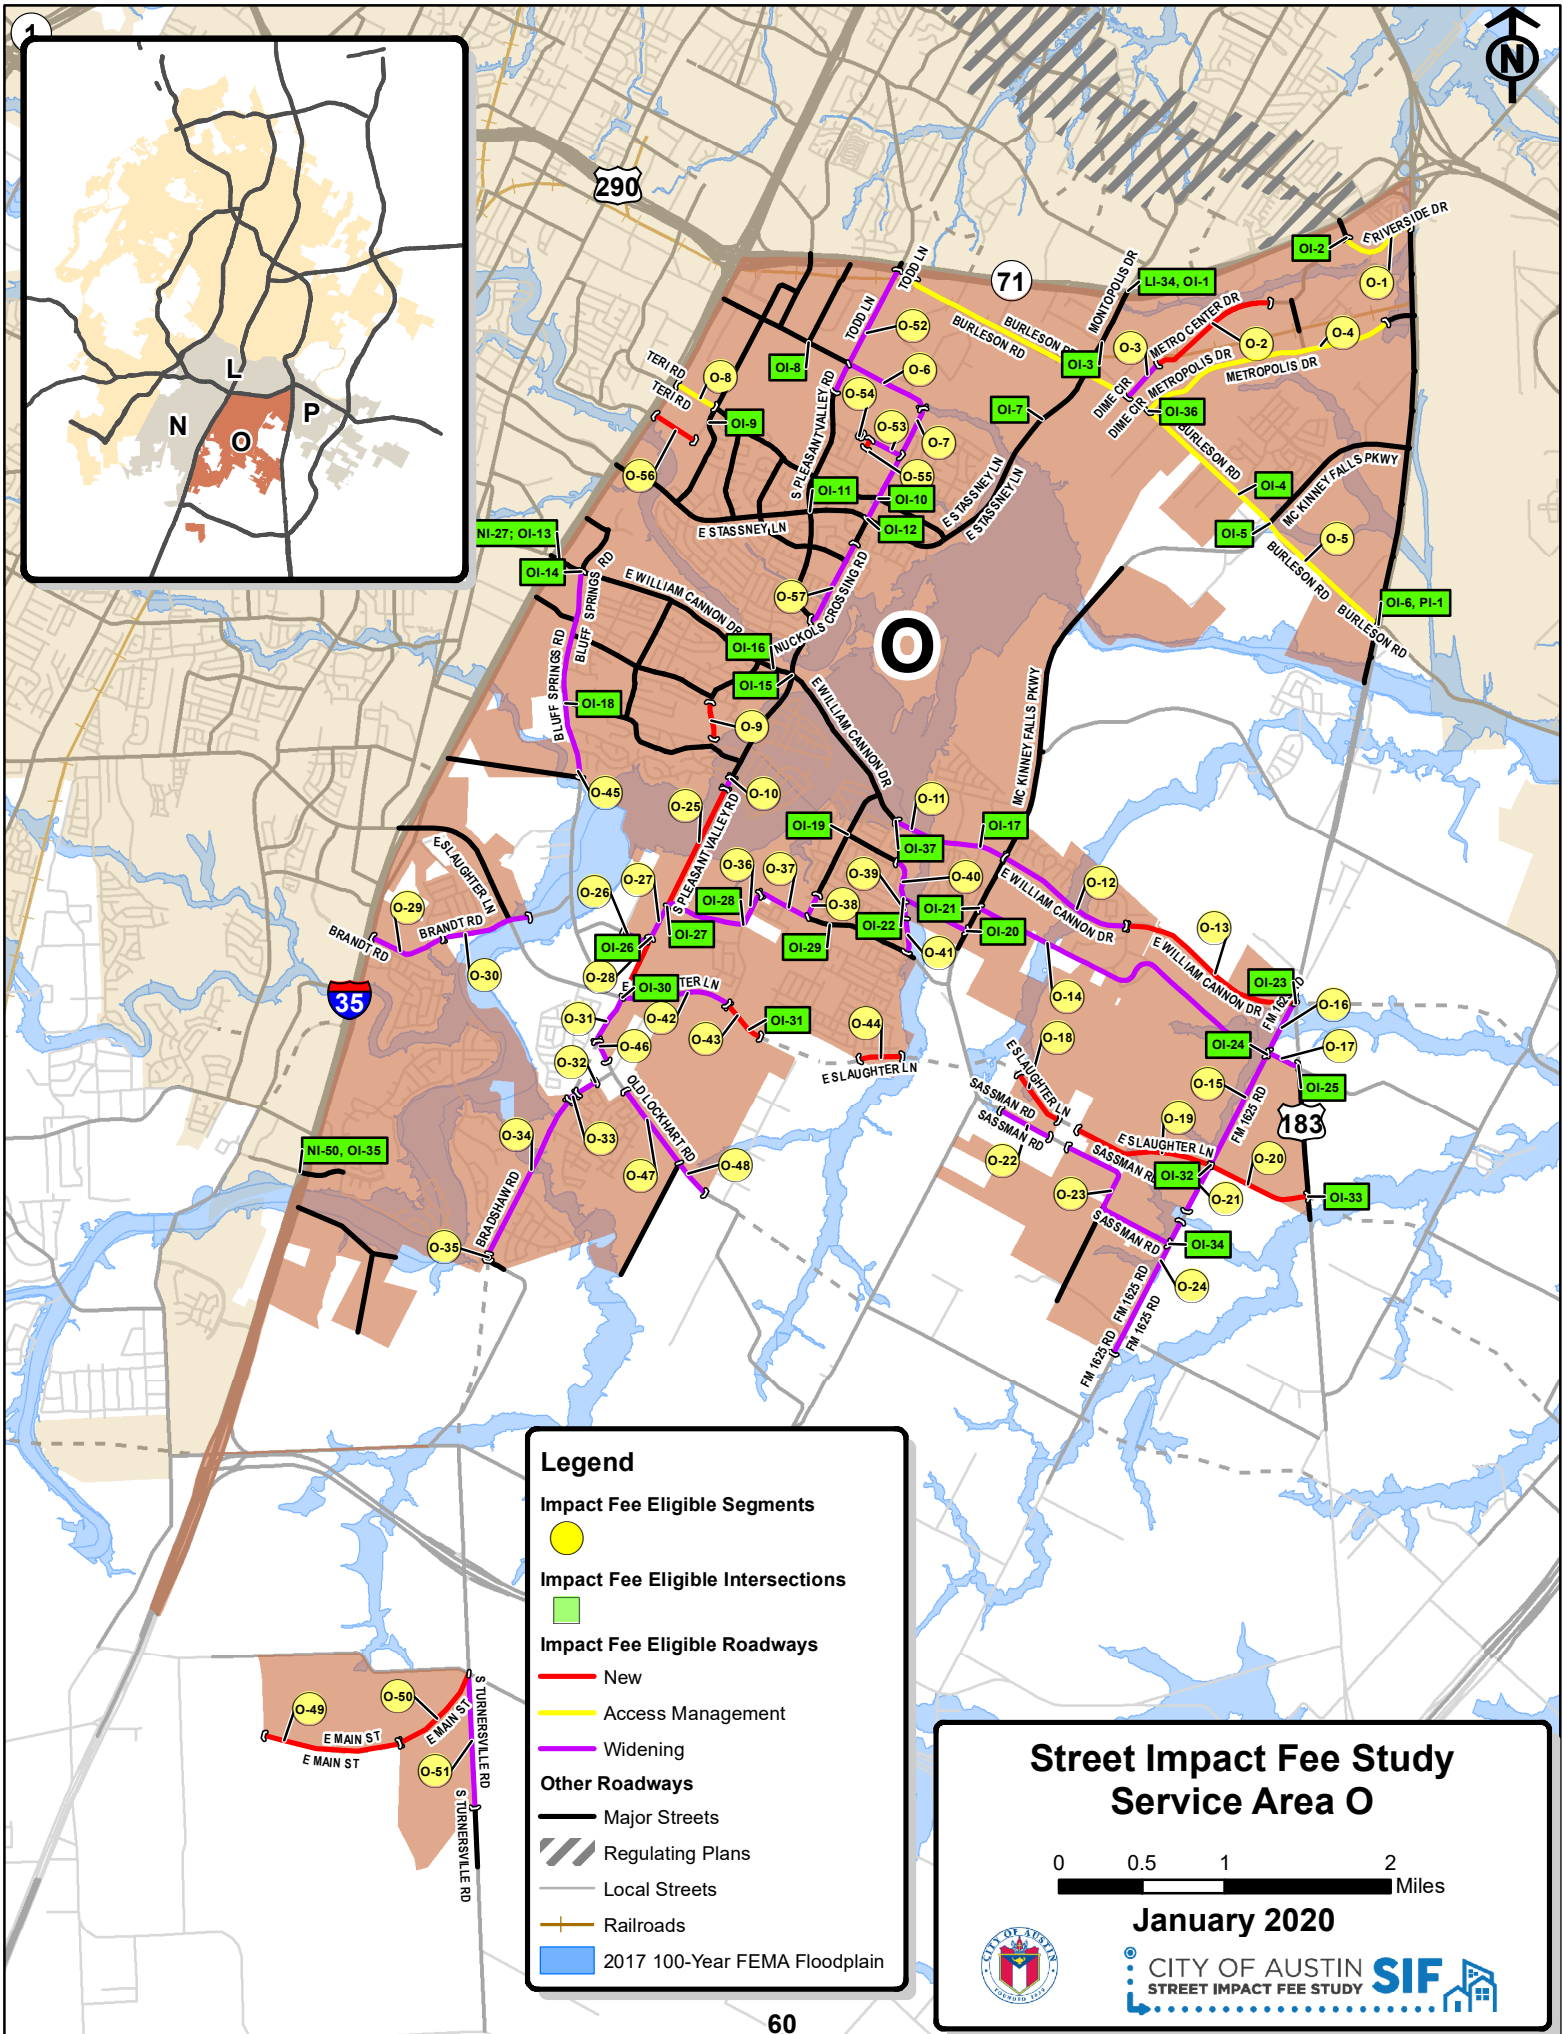 1
N
L
N
O
P
290
71
35
183
O
TODD LN
TODD LN
BURLESON RD
BURLESON RD
MONTOPOLIS DR
LI-34, OI-1
OI-2
E RIVERSIDE DR
O-1
METRO CENTER DR
O-2
O-3
O-4
METROPOLIS DR
METROPOLIS DR
DIME CIR
DIME CIR
OI-3
OI-36
O-52
O-6
OI-8
TERI RD
TERI RD
O-8
OI-9
O-56
S PLEASANT VALLEY RD
O-54
O-53
O-7
O-55
OI-7
OI-11
OI-10
OI-12
E STASSNEY LN
E STASSNEY LN
E STASSNEY LN
BURLESON RD
OI-4
MC KINNEY FALLS PKWY
OI-5
O-5
BURLESON RD
BURLESON RD
OI-6, PI-1
NI-27; OI-13
OI-14
BLUFF SPRINGS RD
BLUFF SPRINGS RD
E WILLIAM CANNON DR
O-57
NUCKOLS CROSSING RD
OI-16
OI-15
OI-18
O-9
E WILLIAM CANNON DR
MC KINNEY FALLS PKWY
O-45
O-25
O-10
S PLEASANT VALLEY RD
O-11
OI-19
OI-17
OI-37
E SLAUGHTER LN
O-29
BRANDT RD
BRANDT RD
O-30
O-26
O-27
O-36
O-37
O-39
O-40
O-38
OI-28
OI-27
OI-26
OI-29
OI-22
OI-21
OI-20
O-41
E WILLIAM CANNON DR
O-12
O-13
E WILLIAM CANNON DR
O-28
OI-30
TER LN
O-31
O-42
O-43
OI-31
O-44
E SLAUGHTER LN
O-14
O-18
OI-23
O-16
OI-24
O-17
OI-25
O-15
FM 1625 RD
O-46
O-32
O-33
OLD LOCKHART RD
O-34
O-47
O-48
BRADSHAW RD
O-35
NI-50, OI-35
E SLAUGHTER LN
SASSMAN RD
SASSMAN RD
O-22
O-19
E SLAUGHTER LN
O-20
OI-32
O-21
OI-33
O-23
SASSMAN RD
OI-34
O-24
FM 1625 RD
FM 1625 RD
FM 1625 RD
O-49
O-50
E MAIN ST
E MAIN ST
E MAIN ST
O-51
S TURNERSVILLE RD
S TURNERSVILLE RD
Legend
Impact Fee Eligible Segments
Impact Fee Eligible Intersections
Impact Fee Eligible Roadways
New
Access Management
Widening
Other Roadways
Major Streets
Regulating Plans
Local Streets
Railroads
2017 100-Year FEMA Floodplain
Street Impact Fee Study
Service Area O
0 0.5 1 2
Miles
January 2020
CITY OF AUSTIN
FOUNDED 1839
CITY OF AUSTIN
STREET IMPACT FEE STUDY
SIF
60